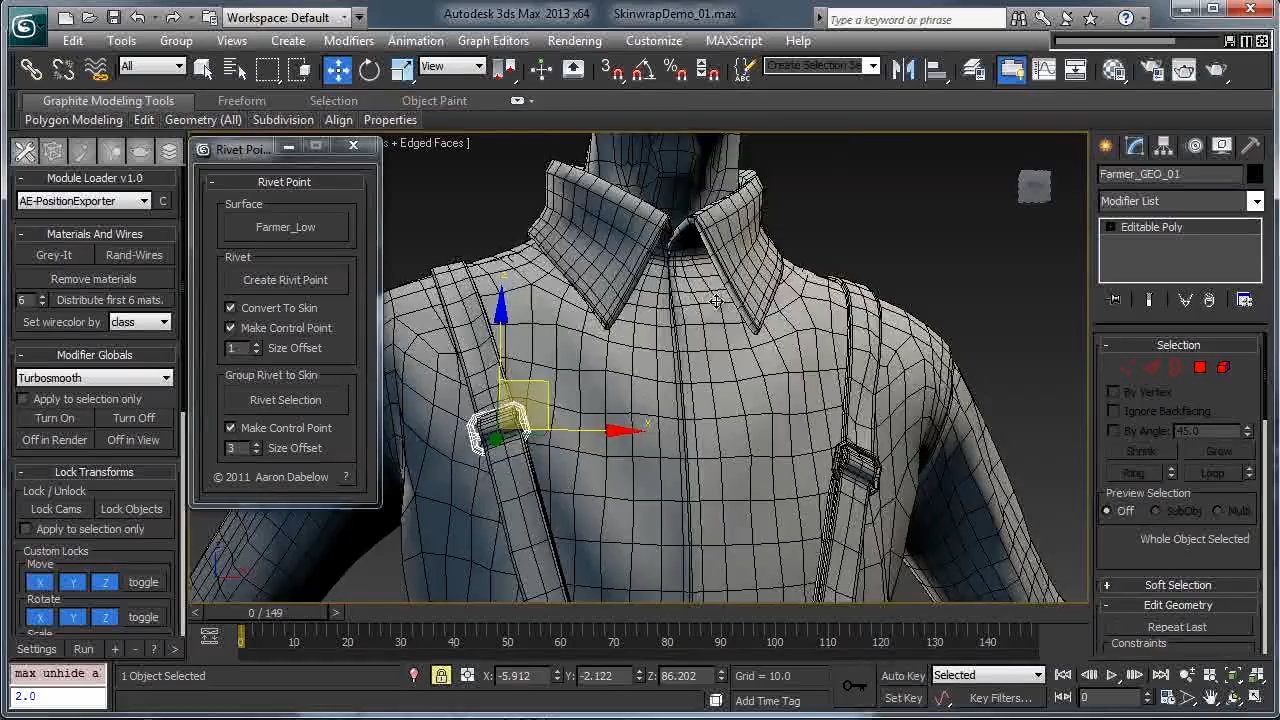 Workspace: Default
Autodesk 3ds Max 2013 x64
SkinwrapDemo_01.max
Type a keyword or phrase
Edit Tools Group Views Create Modifiers Animation Graph Editors Rendering Customize MAXScript Help
All
View
3
Create Selection Se
Graphite Modeling Tools Freeform Selection Object Paint
Polygon Modeling Edit Geometry (All) Subdivision Align Properties
s + Edged Faces ]
Module Loader v1.0
AE-PositionExporter C
Materials And Wires
Grey-It Rand-Wires
Remove materials
6 Distribute first 6 mats.
Set wirecolor by class
Modifier Globals
Turbosmooth
Apply to selection only
Turn On Turn Off
Off in Render Off in View
Lock Transforms
Lock / Unlock
Lock Cams Lock Objects
Apply to selection only
Custom Locks
Move
X Y Z toggle
Rotate
X Y Z toggle
Scale
Settings Run + - ? >
Rivet Poi...
Rivet Point
Surface
Farmer_Low
Rivet
Create Rivit Point
Convert To Skin
Make Control Point
1. Size Offset
Group Rivet to Skin
Rivet Selection
Make Control Point
3 Size Offset
© 2011 Aaron Dabelow ?
z
x
Farmer_GEO_01
Modifier List
Editable Poly
Selection
By Vertex
Ignore Backfacing
By Angle: 45.0
Shrink Grow
Ring Loop
Preview Selection
Off SubObj Multi
Whole Object Selected
Soft Selection
Edit Geometry
Repeat Last
Constraints
< 0 / 149 >
0 10 20 30 40 50 60 70 80 90 100 110 120 130 140
max unhide a
2.0
1 Object Selected
X: -5.912 Y: -2.122 Z: 86.202
Grid = 10.0
Add Time Tag
Auto Key Selected
Set Key Key Filters...
0